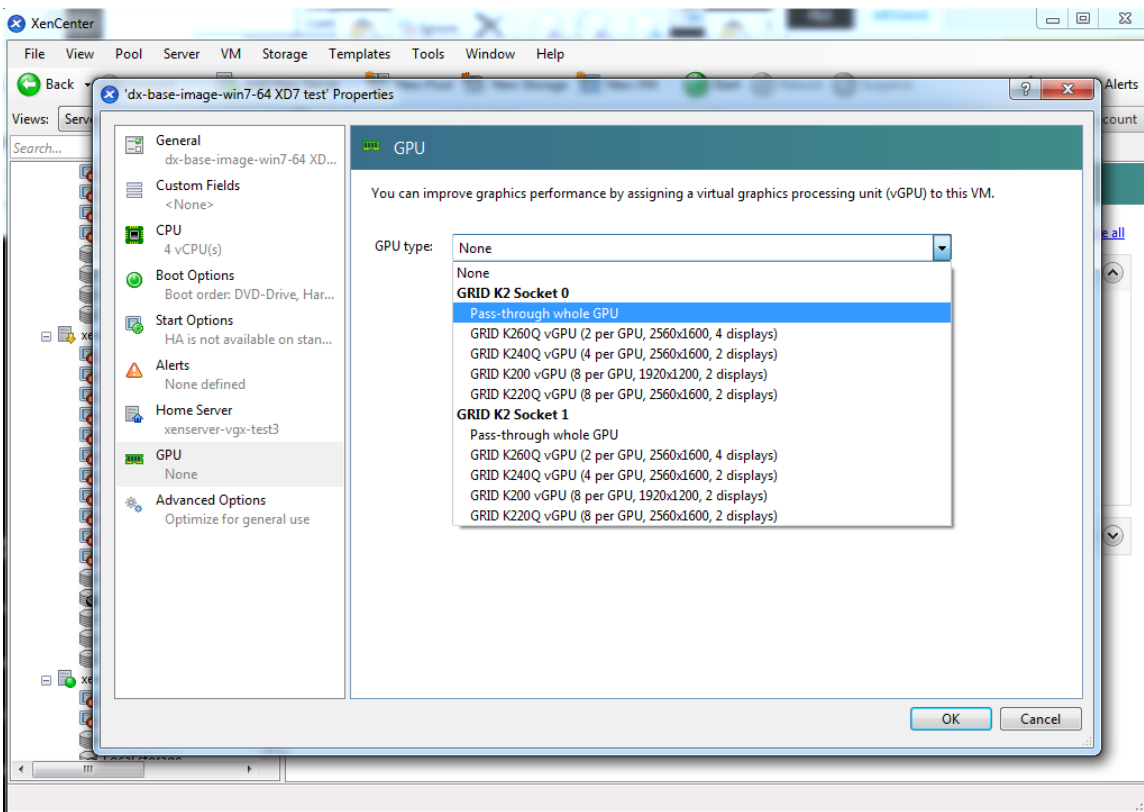 XenCenter
File View Pool Server VM Storage Templates Tools Window Help
Back
Alerts
'dx-base-image-win7-64 XD7 test' Properties
Views:
Search...
General
dx-base-image-win7-64 XD...
Custom Fields
<None>
CPU
4 vCPU(s)
Boot Options
Boot order: DVD-Drive, Har...
Start Options
HA is not available on stan...
Alerts
None defined
Home Server
xenserver-vgx-test3
GPU
None
Advanced Options
Optimize for general use
GPU
You can improve graphics performance by assigning a virtual graphics processing unit (vGPU) to this VM.
GPU type: None
None
GRID K2 Socket 0
Pass-through whole GPU
GRID K260Q vGPU (2 per GPU, 2560x1600, 4 displays)
GRID K240Q vGPU (4 per GPU, 2560x1600, 2 displays)
GRID K200 vGPU (8 per GPU, 1920x1200, 2 displays)
GRID K220Q vGPU (8 per GPU, 2560x1600, 2 displays)
GRID K2 Socket 1
Pass-through whole GPU
GRID K260Q vGPU (2 per GPU, 2560x1600, 4 displays)
GRID K240Q vGPU (4 per GPU, 2560x1600, 2 displays)
GRID K200 vGPU (8 per GPU, 1920x1200, 2 displays)
GRID K220Q vGPU (8 per GPU, 2560x1600, 2 displays)
OK Cancel